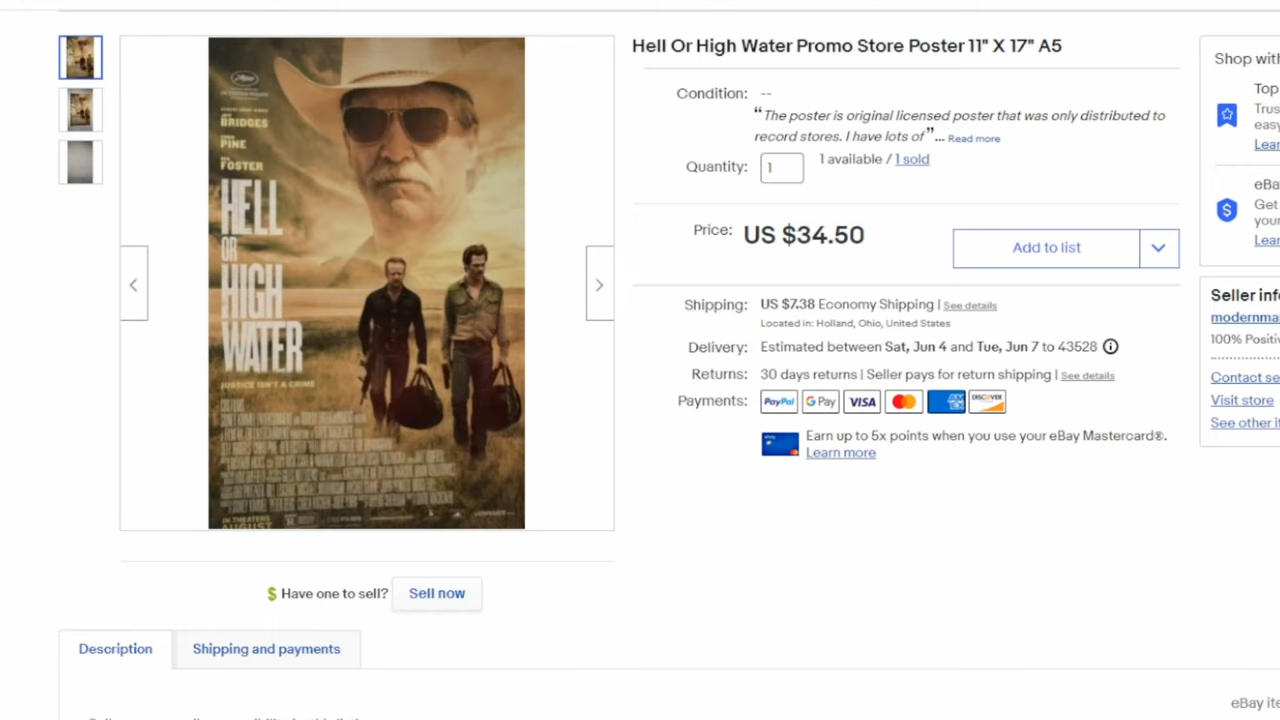 Hell Or High Water Promo Store Poster 11" X 17" A5
Condition: --
“The poster is original licensed poster that was only distributed to
record stores. I have lots of”... Read more
Quantity: 1 1 available / 1 sold
Price: US $34.50
Add to list
Shipping: US $7.38 Economy Shipping | See details
Located in: Holland, Ohio, United States
Delivery: Estimated between Sat, Jun 4 and Tue, Jun 7 to 43528
Returns: 30 days returns | Seller pays for return shipping | See details
Payments: PayPal G Pay VISA DISCOVER
Earn up to 5x points when you use your eBay Mastercard®.
Learn more
Shop with
Top
Trus
easy
Lear
eBa
Get
your
Lear
Seller info
modernma
100% Positiv
Contact se
Visit store
See other it
BRIDGES
PINE
FOSTER
HELL
OR
HIGH
WATER
JUSTICE ISN'T A CRIME
IN THEATERS
AUGUST
$ Have one to sell? Sell now
Description Shipping and payments
eBay ite